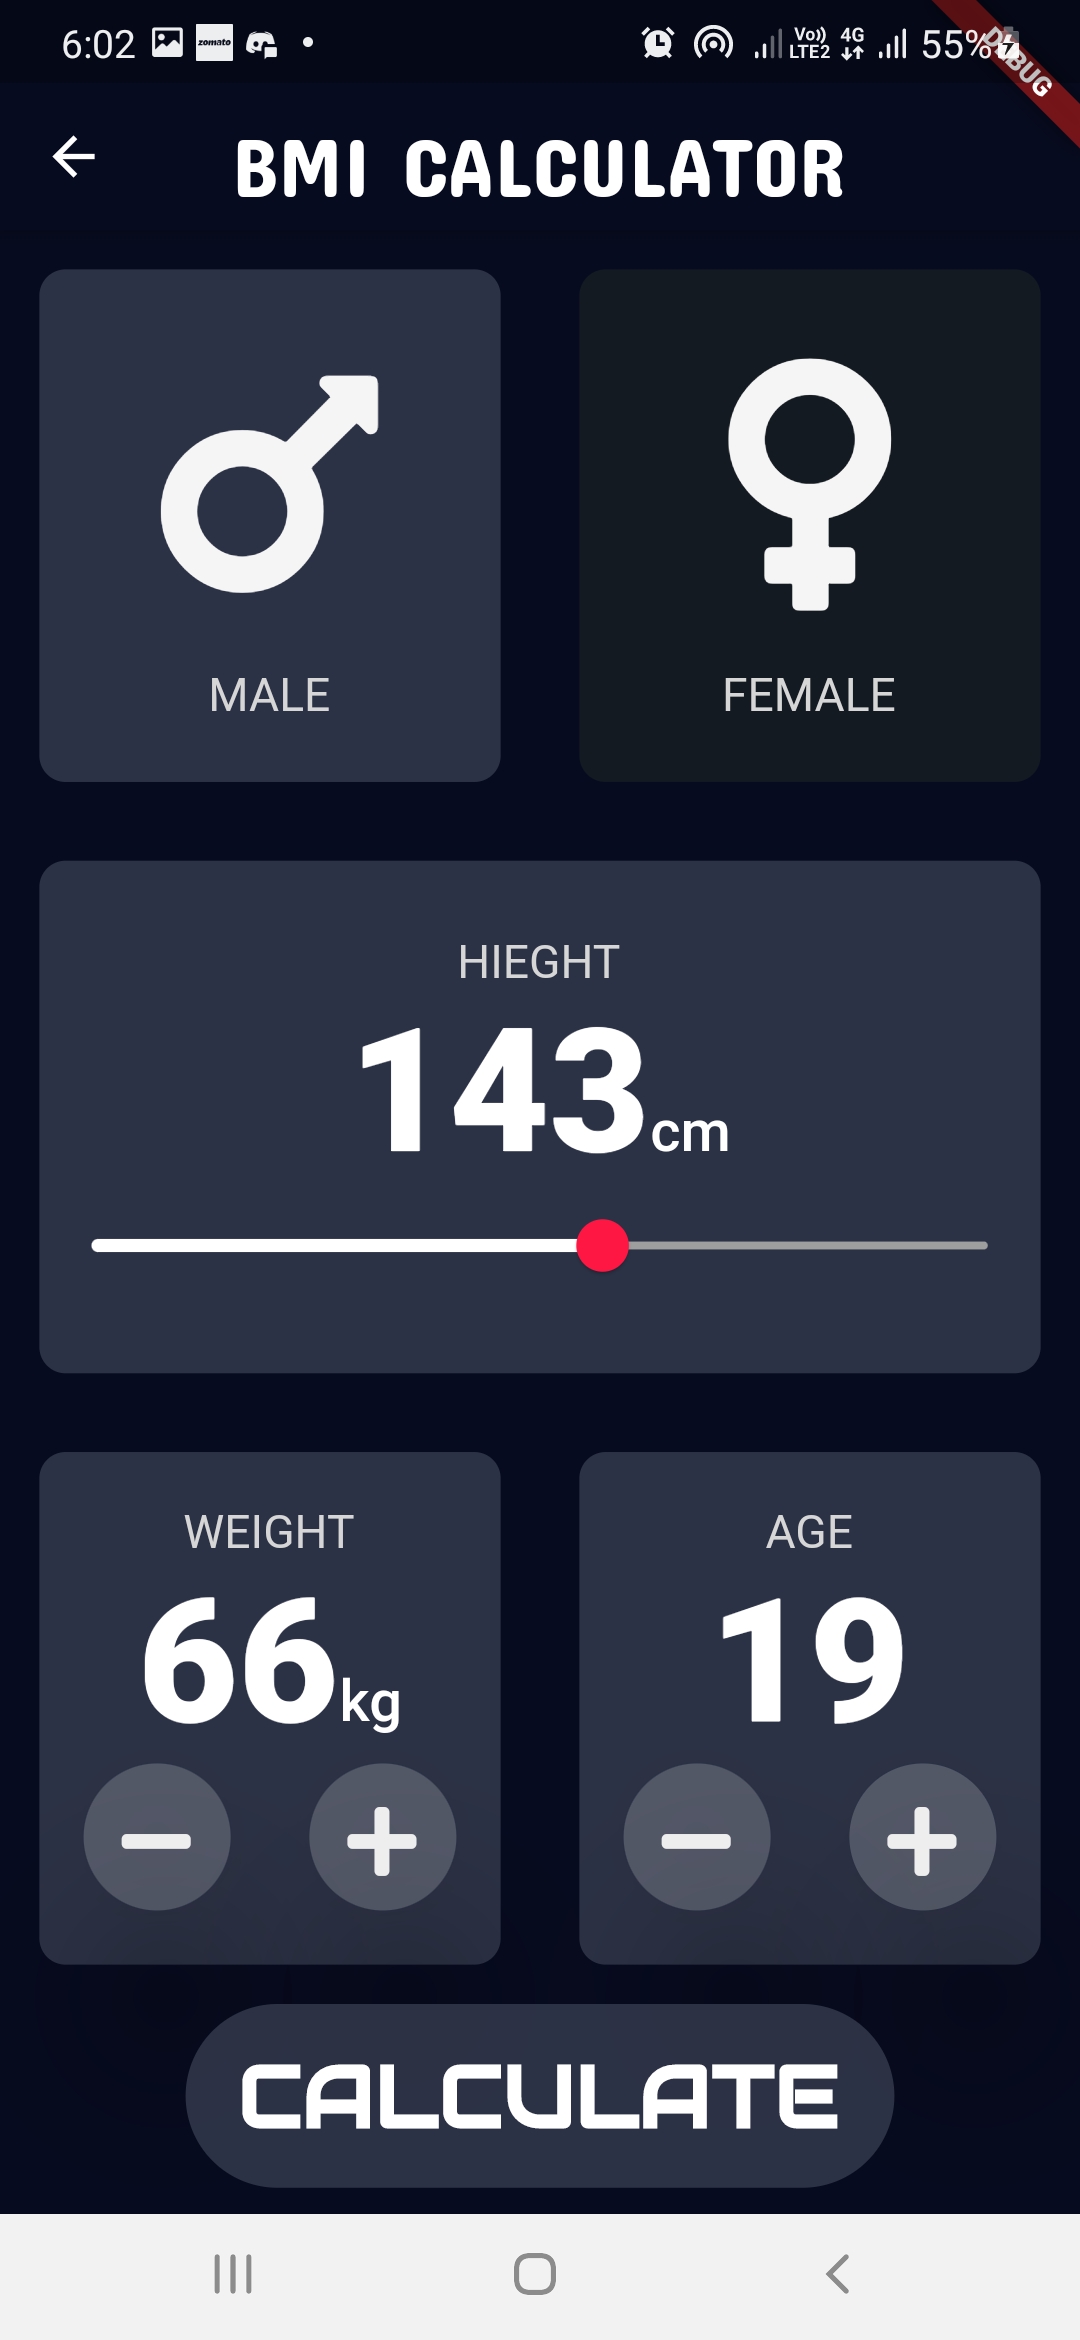 6:02 zomato Vo)) LTE2 4G 55%
DEBUG
BMI CALCULATOR
MALE FEMALE
HIEGHT
143cm
WEIGHT AGE
66kg 19
CALCULATE